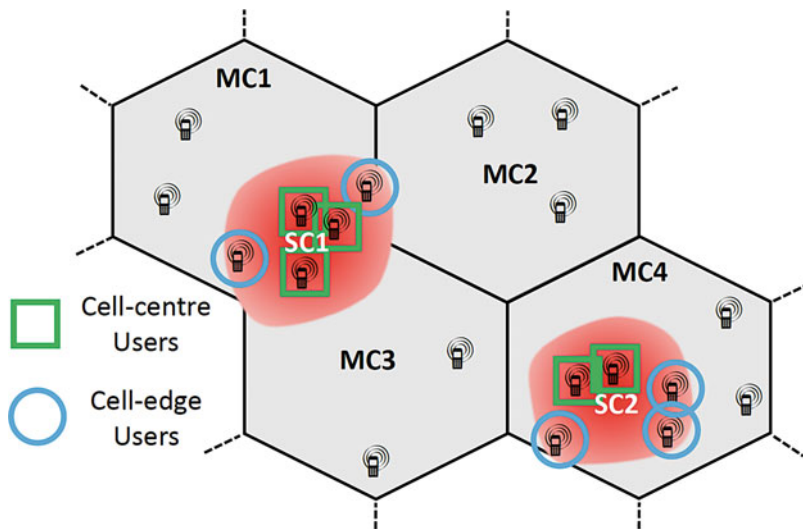 MC1
MC2
SC1
MC4
Cell-centre
Users
MC3
Cell-edge
Users
SC2